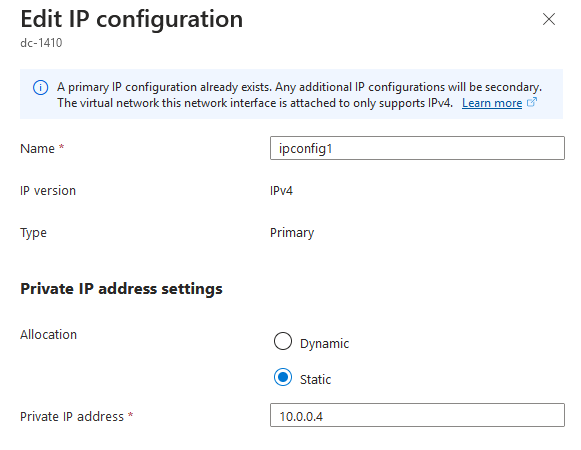 Edit IP configuration
dc-1410
A primary IP configuration already exists. Any additional IP configurations will be secondary.
The virtual network this network interface is attached to only supports IPv4. Learn more
Name *
ipconfig1
IP version
IPv4
Type
Primary
Private IP address settings
Allocation
Dynamic
Static
Private IP address *
10.0.0.4